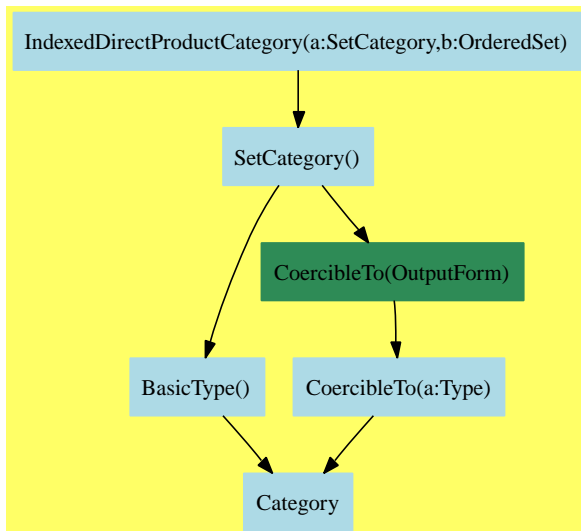 IndexedDirectProductCategory(a:SetCategory,b:OrderedSet)
SetCategory()
CoercibleTo(OutputForm)
BasicType()
CoercibleTo(a:Type)
Category